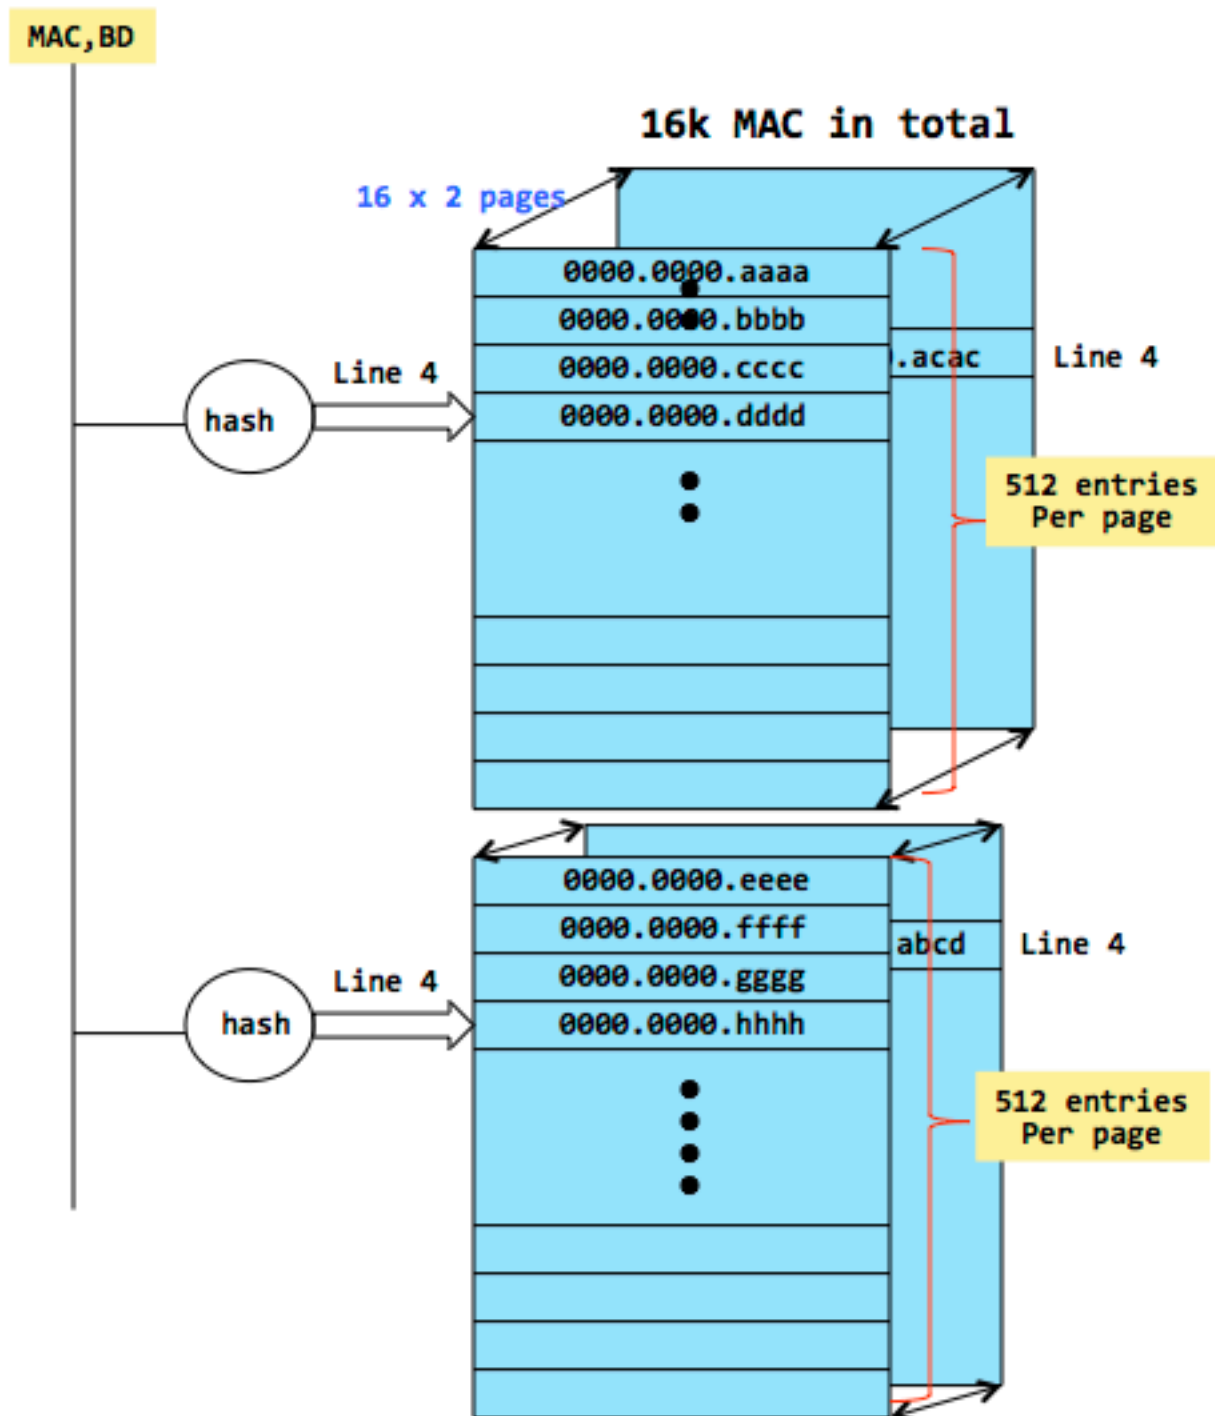 MAC,BD
16k MAC in total
16 x 2 pages
0000.0000.aaaa
0000.0000.bbbb
0000.0000.cccc
0000.0000.dddd
.acac
Line 4
Line 4
hash
512 entries
Per page
0000.0000.eeee
0000.0000.ffff
0000.0000.gggg
0000.0000.hhhh
abcd
Line 4
Line 4
hash
512 entries
Per page